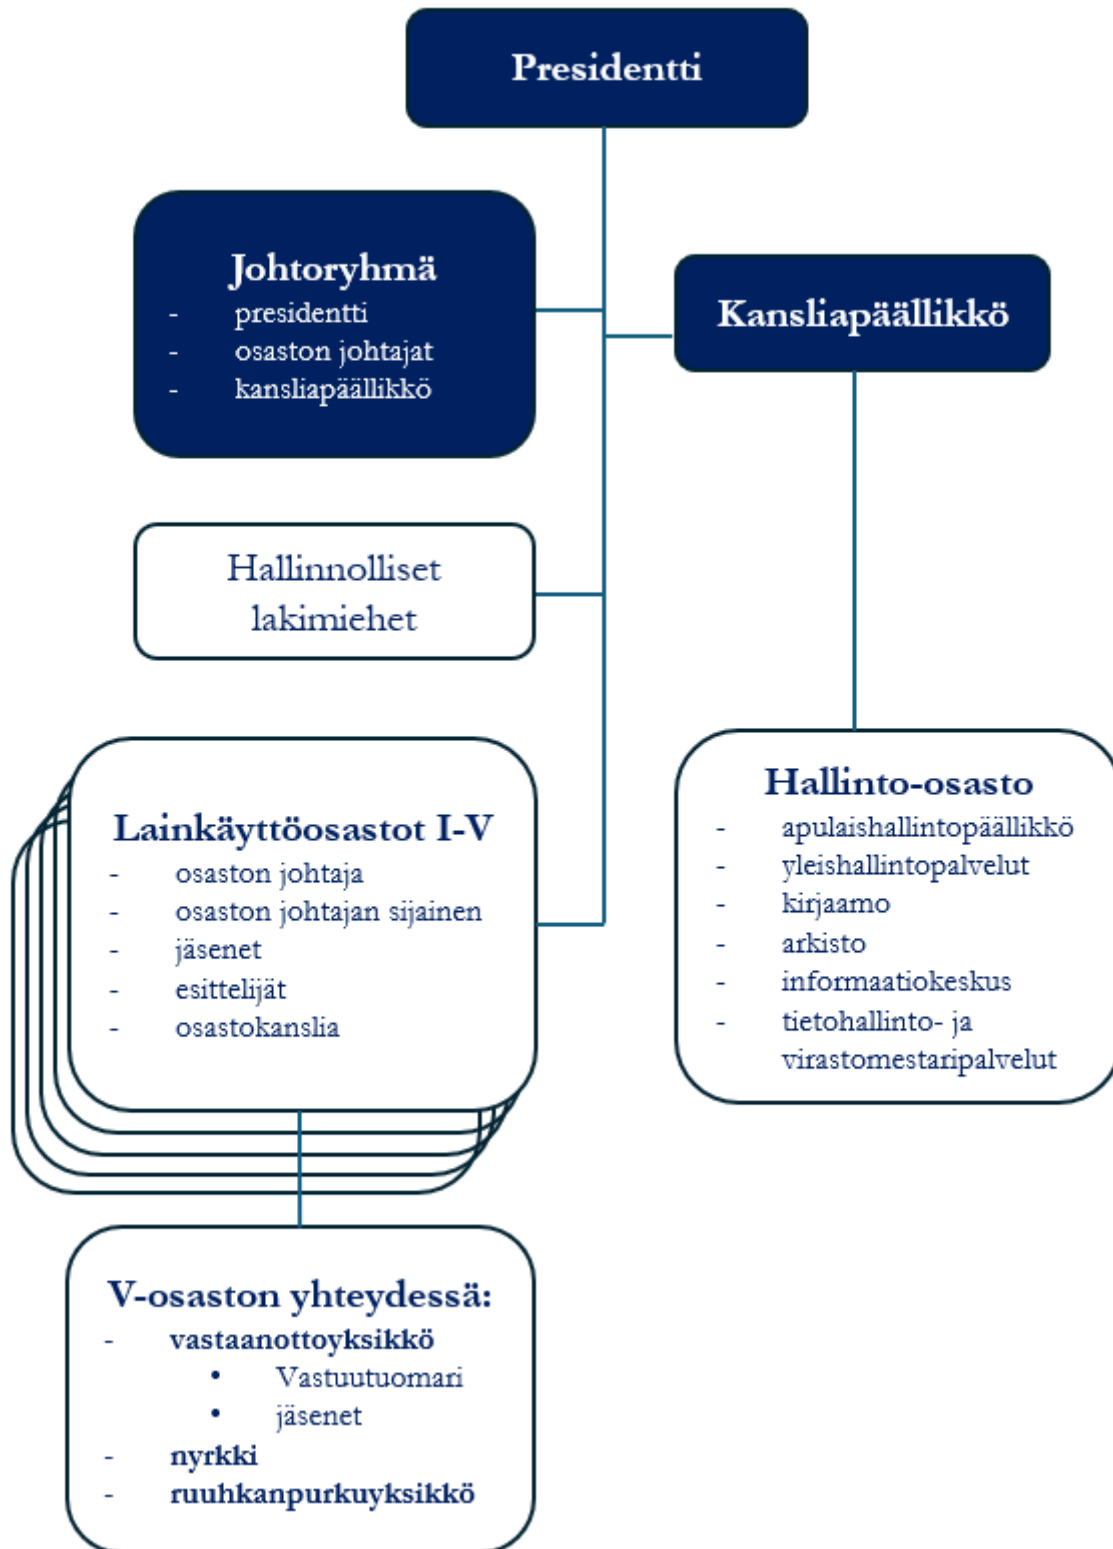 Presidentti
Johtoryhmä
- presidentti
- osaston johtajat
- kansliapäällikkö
Kansliapäällikkö
Hallinnolliset
lakimiehet
Lainkäyttöosastot I-V
- osaston johtaja
- osaston johtajan sijainen
- jäsenet
- esittelijät
- osastokanslia
Hallinto-osasto
- apulaishallintopäällikkö
- yleishallintopalvelut
- kirjaamo
- arkisto
- informaatiokeskus
- tietohallinto- ja
virastomestaripalvelut
V-osaston yhteydessä:
- vastaanottoyksikkö
• Vastuutuomari
• jäsenet
- nyrkki
- ruuhkanpurkuyksikkö